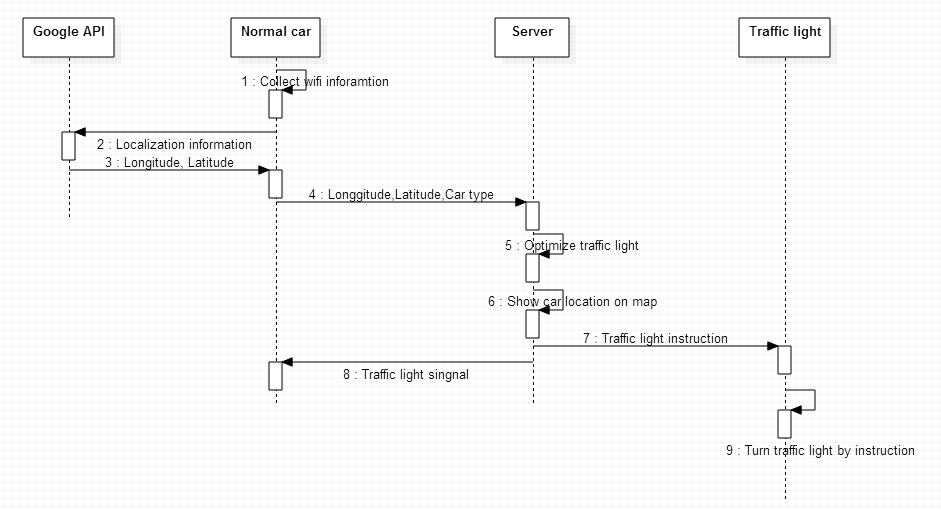 Google API
Normal car
Server
Traffic light
1 : Collect wifi inforamtion
2 : Localization information
3 : Longitude, Latitude
4 : Longgitude,Latitude,Car type
5 : Optimize traffic light
6 : Show car location on map
7 : Traffic light instruction
8 : Traffic light singnal
9 : Turn traffic light by instruction